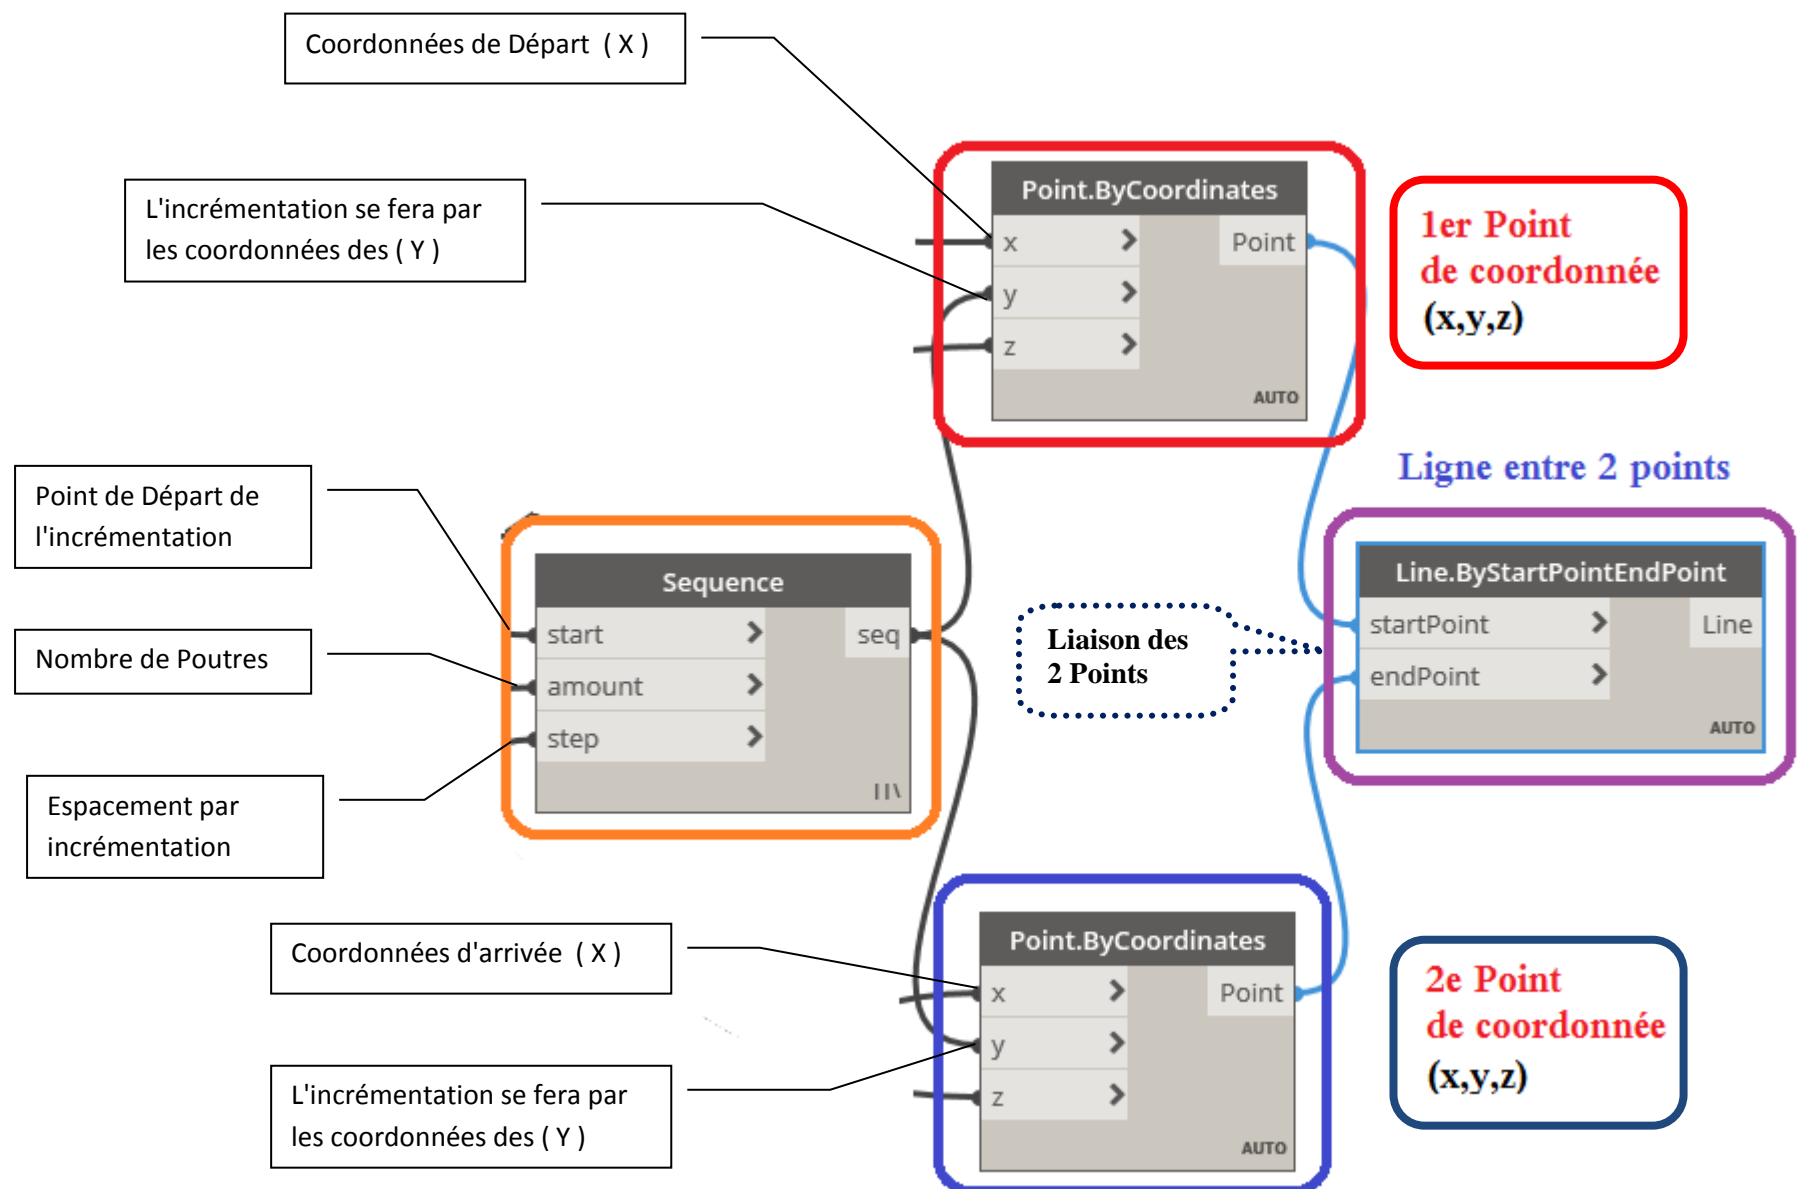 Coordonnées de Départ ( X )
L'incrémentation se fera par
les coordonnées des ( Y )
Point.ByCoordinates
x
Point
y
z
AUTO
1er Point
de coordonnée
(x,y,z)
Point de Départ de
l'incrémentation
Nombre de Poutres
Espacement par
incrémentation
Sequence
start
seq
amount
step
Liaison des
2 Points
Ligne entre 2 points
Line.ByStartPointEndPoint
startPoint
Line
endPoint
AUTO
Coordonnées d'arrivée ( X )
L'incrémentation se fera par
les coordonnées des ( Y )
Point.ByCoordinates
x
Point
y
z
AUTO
2e Point
de coordonnée
(x,y,z)